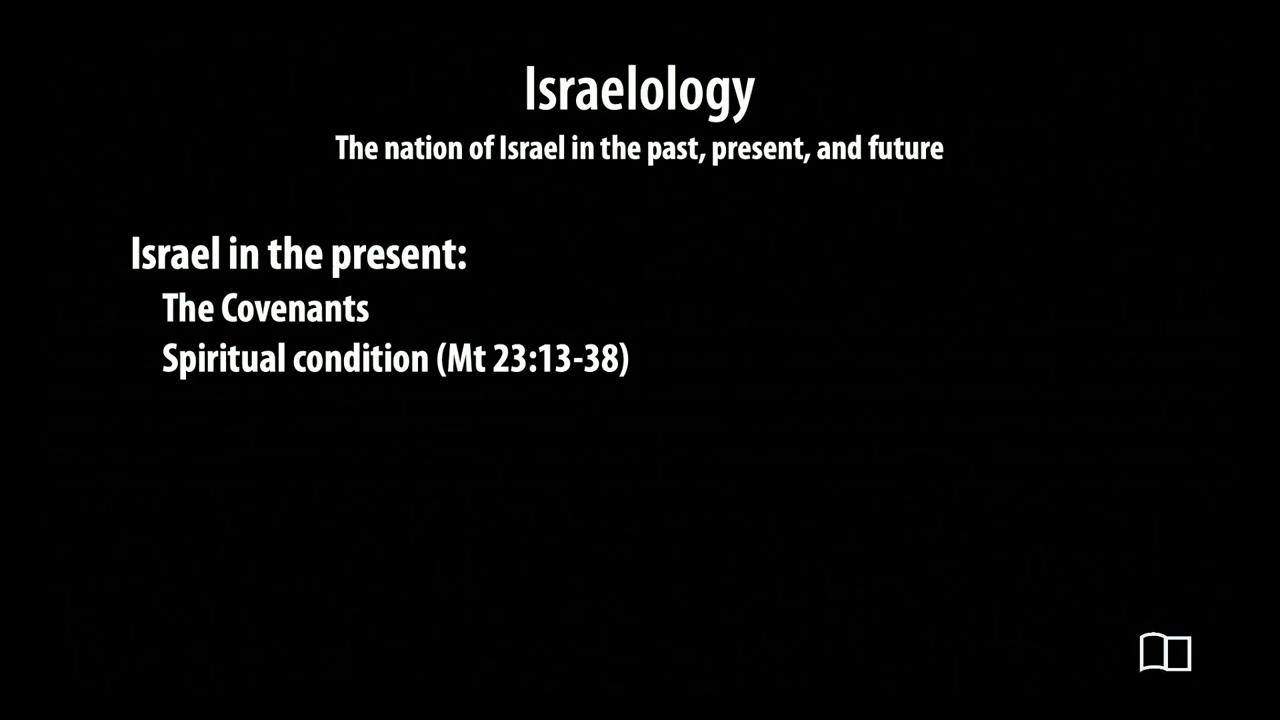 Israelology
The nation of Israel in the past, present, and future
Israel in the present:
The Covenants
Spiritual condition (Mt 23:13-38)